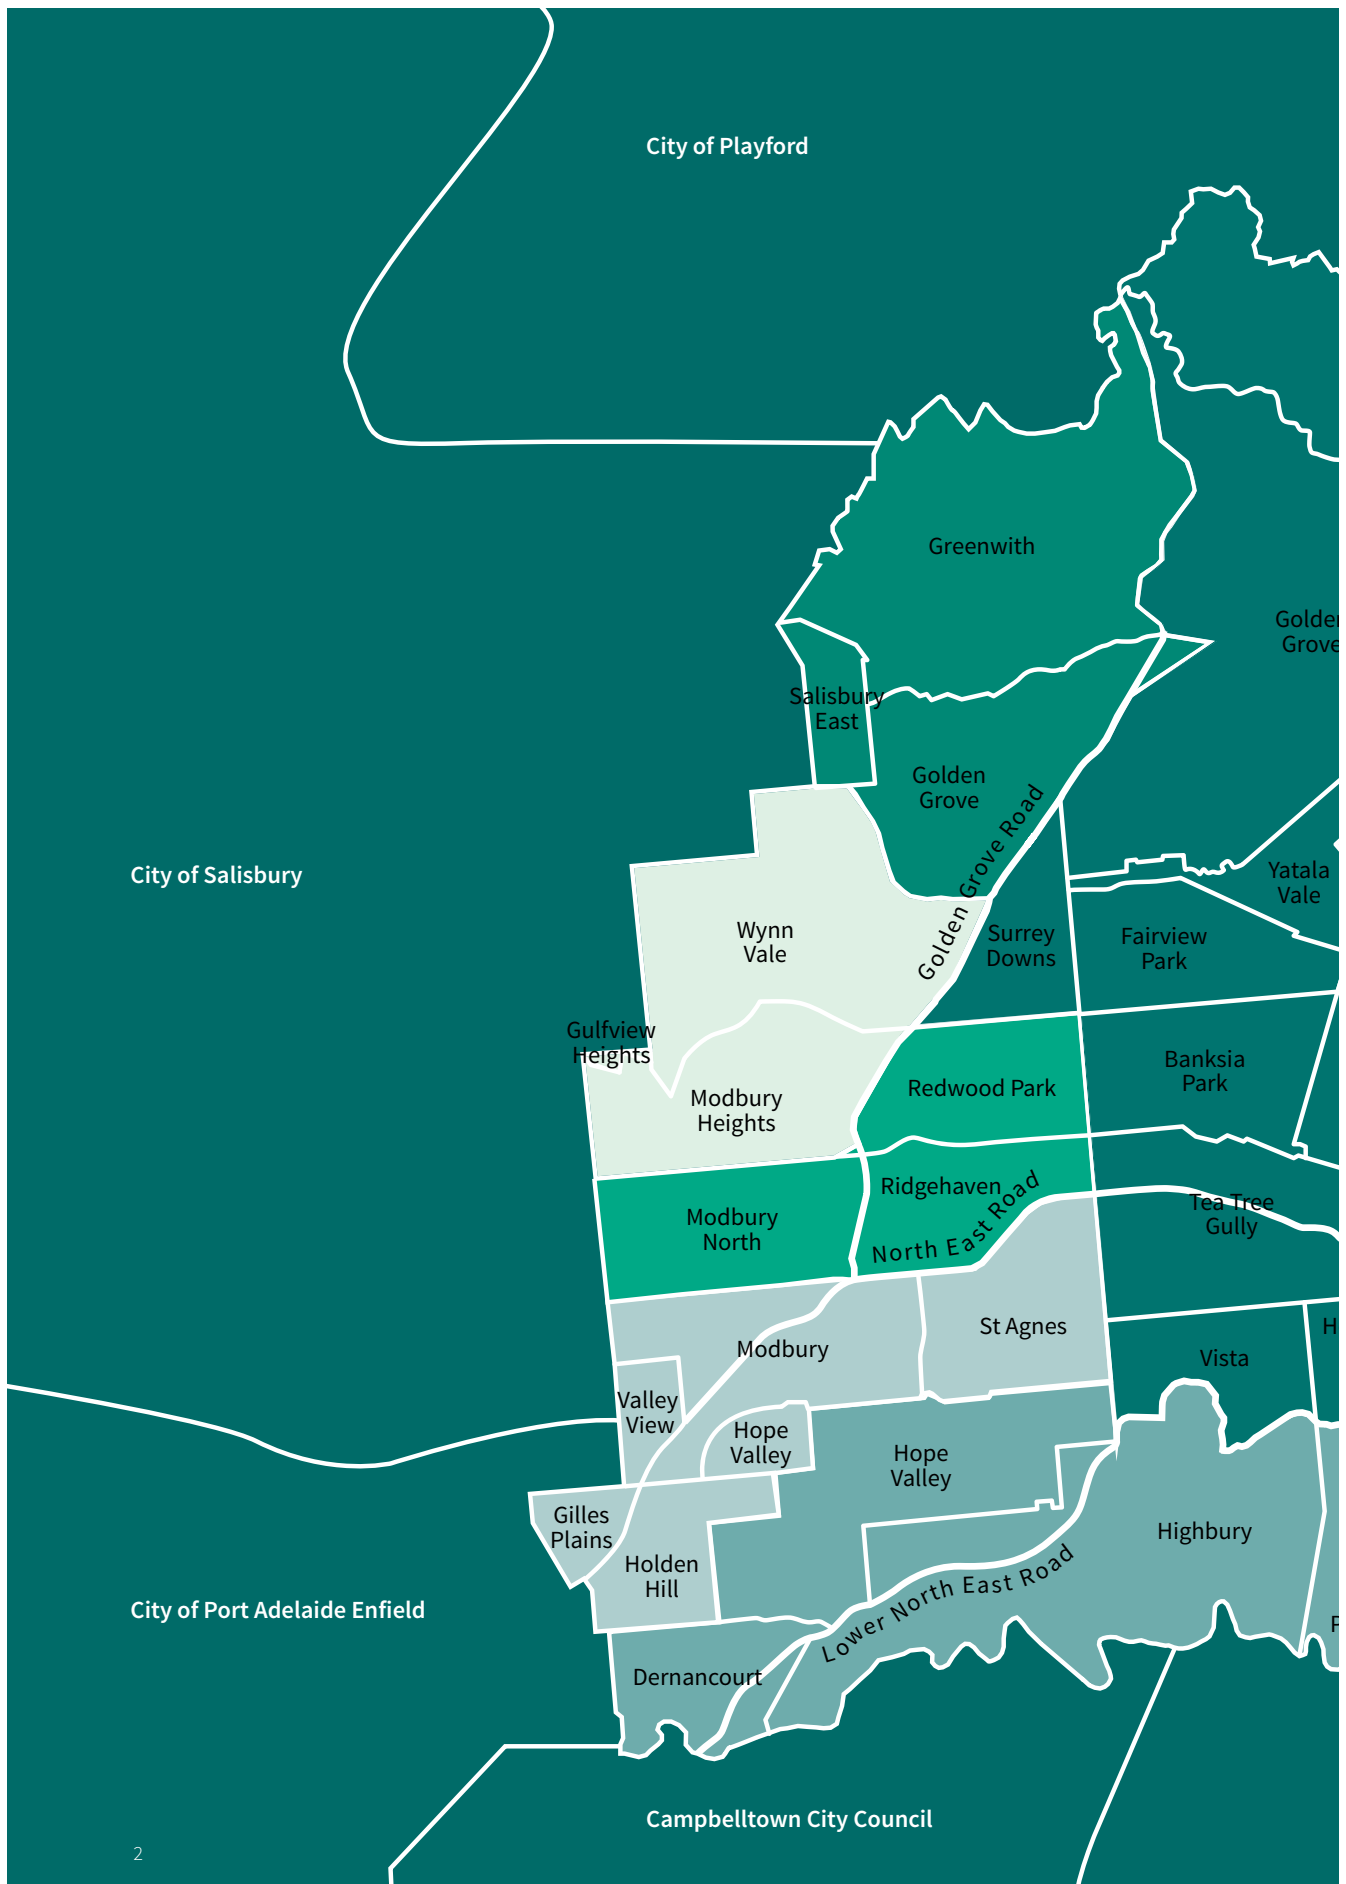 City of Playford
Greenwith
Golden
Grove
Salisbury
East
Golden
Grove
Golden Grove Road
City of Salisbury
Yatala
Vale
Wynn
Vale
Surrey
Downs
Fairview
Park
Gulfview
Heights
Banksia
Park
Modbury
Heights
Redwood Park
Ridgehaven
North East Road
Tea Tree
Gully
Modbury
North
St Agnes
H
Modbury
Vista
Valley
View
Hope
Valley
Hope
Valley
Gilles
Plains
Highbury
Holden
Hill
Lower North East Road
City of Port Adelaide Enfield
Dernancourt
Campbelltown City Council
2